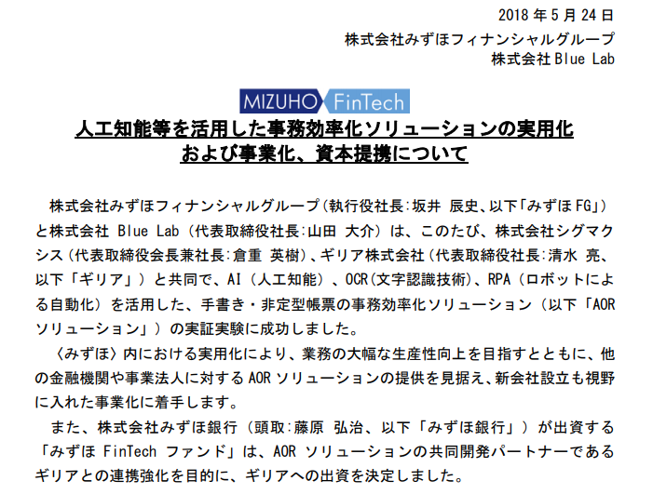 2018年5月24日
株式会社みずほフィナンシャルグループ
株式会社Blue Lab
MIZUHO FinTech
人工知能等を活用した事務効率化ソリューションの実用化
および事業化、資本提携について
株式会社みずほフィナンシャルグループ(執行役社長:坂井 辰史、以下「みずほFG」)
と株式会社 Blue Lab(代表取締役社長:山田 大介)は、このたび、株式会社シグマク
シス(代表取締役会長兼社長:倉重 英樹)、ギリア株式会社(代表取締役社長:清水 亮、
以下「ギリア」)と共同で、AI(人工知能)、OCR(文字認識技術)、RPA(ロボットによ
る自動化)を活用した、手書き・非定型帳票の事務効率化ソリューション(以下「AOR
ソリューション」)の実証実験に成功しました。
〈みずほ〉内における実用化により、業務の大幅な生産性向上を目指すとともに、他
の金融機関や事業法人に対するAORソリューションの提供を見据え、新会社設立も視野
に入れた事業化に着手します。
また、株式会社みずほ銀行(頭取:藤原 弘治、以下「みずほ銀行」)が出資する
「みずほ FinTech ファンド」は、AOR ソリューションの共同開発パートナーである
ギリアとの連携強化を目的に、ギリアへの出資を決定しました。